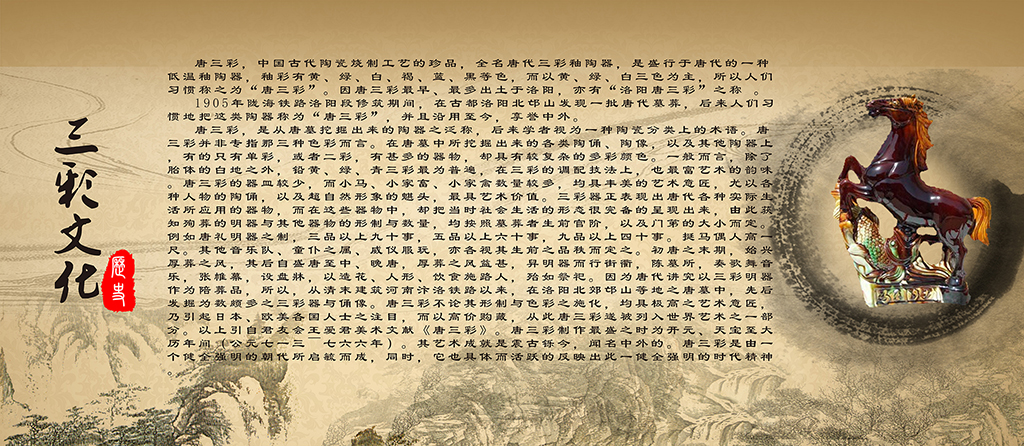 三彩文化
歷史
唐三彩，中国古代陶瓷烧制工艺的珍品，全名唐代三彩釉陶器，是盛行于唐代的一种
低温釉陶器，釉彩有黄、绿、白、褐、蓝、黑等色，而以黄、绿、白三色为主，所以人们
习惯称之为“唐三彩”。因唐三彩最早、最多出土于洛阳，亦有“洛阳唐三彩”之称。
1905年陇海铁路洛阳段修筑期间，在古都洛阳北邙山发现一批唐代墓葬，后来人们习
惯地把这类陶器称为“唐三彩”，并且沿用至今，享誉中外。
唐三彩，是从唐墓挖掘出来的陶器之泛称，后来学者视为一种陶瓷分类上的术语。唐
三彩并非专指那三种色彩而言。在唐墓中所挖掘出来的各类陶俑、陶像，以及其他陶器上
，有的只有单彩，或者二彩，有甚多的器物，却具有较复杂的多彩颜色。一般而言，除了
胎体的白地之外，铅黄、绿、青三彩最为普遍，在三彩的调配技法上，也最富艺术的韵味
。唐三彩的器皿较少，而小马、小家畜、小家禽数量较多，均具丰美的艺术意匠，尤以各
种人物的陶俑，以及超自然形象的魌头，最具艺术价值。三彩器正表现出唐代各种实际生
活所应用的器物，而在这些器物中，却把当时社会生活的形态很完备的呈现出来，由此获
知殉葬的明器与其他器物的形制与数量，均按照墓葬者生前官阶，以及门第的大小而定。
例如唐礼明器之制，三品以上九十事，五品以上六十事，九品以上四十事。挺马偶人高一
尺。其他音乐队、僮仆之属，威仪服玩，亦各视其生前之品秩而定之。初唐之末期，始兴
厚葬之风，其后自盛唐至中、晚唐，厚葬之风益甚，舁明器而行街衢，陈墓所，奏歌舞音
乐，张帷幕，设盘牀，以造花，人形，饮食施路人，殆如祭祀。因为唐代讲究以三彩明器
作为陪葬品，所以，从清末建筑河南汴洛铁路以来，在洛阳北郊邙山等地之唐墓中，先后
发掘为数颇多之三彩器与俑像。唐三彩不论其形制与色彩之施化，均具极高之艺术意匠，
乃引起日本、欧美各国人士之注目，而以高价购藏，从此唐三彩遂被列入世界艺术之一部
分。以上引自君友会王爱君美术文献《唐三彩》。唐三彩制作最盛之时为开元、天宝至大
历年间（公元七一三─七六六年）。其艺术成就是震古铄今，闻名中外的。唐三彩是由一
个健全强明的朝代所启毓而成，同时，它也具体而活跃的反映出此一健全强明的时代精神
。